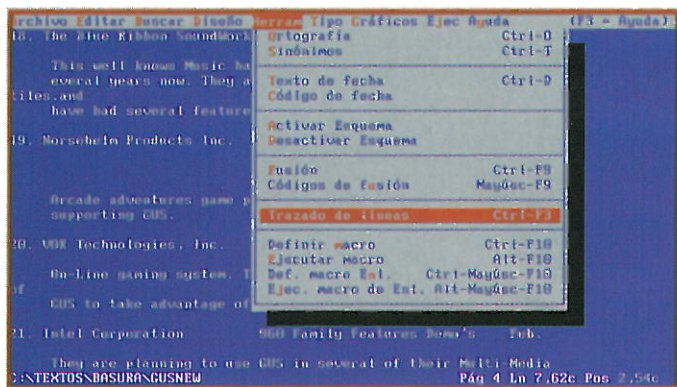 Archivo Editar Buscar Diseño Herram Tipo Gráficos Ejec Ayuda (F3 = Ayuda)
18. The Blue Ribbon SoundWork
Ortografía Ctrl-O
Sinónimos Ctrl-T
This well known Music ha
everal years now. They a
Texto de fecha Ctrl-D
tiles.and
Código de fecha
have had several feature
Activar Esquema
19. Norsehelm Products Inc.
Desactivar Esquema
Fusión Ctrl-F9
Códigos de fusión Mayúsc-F9
Arcade adventures game p
supporting GUS.
Trazado de líneas Ctrl-F3
20. VOX Technologies, Inc.
Definir macro Ctrl-F10
Ejecutar macro Alt-F10
On-Line gaming system. I
Def. macro Ext. Ctrl-Mayúsc-F10
of
Ejec. macro de Ext. Alt-Mayúsc-F10
GUS to take advantage of
21. Intel Corporation 960 Family Features Demo's Feb.
They are planning to use GUS in several of their Multi-Media
C:\TEXTOS\BASURA\GUSNEW Pág 4 Ln 7,62c Pos 2,54c